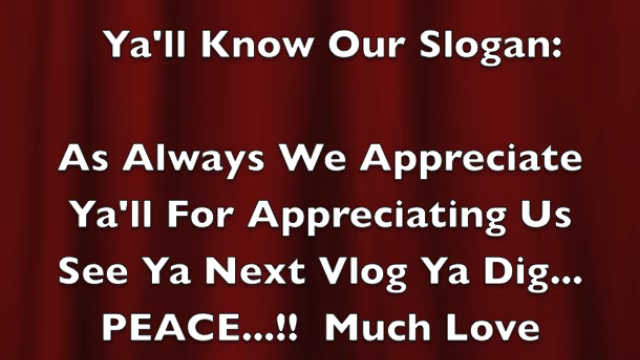 Ya'll Know Our Slogan:
As Always We Appreciate
Ya'll For Appreciating Us
See Ya Next Vlog Ya Dig...
PEACE...!!  Much Love